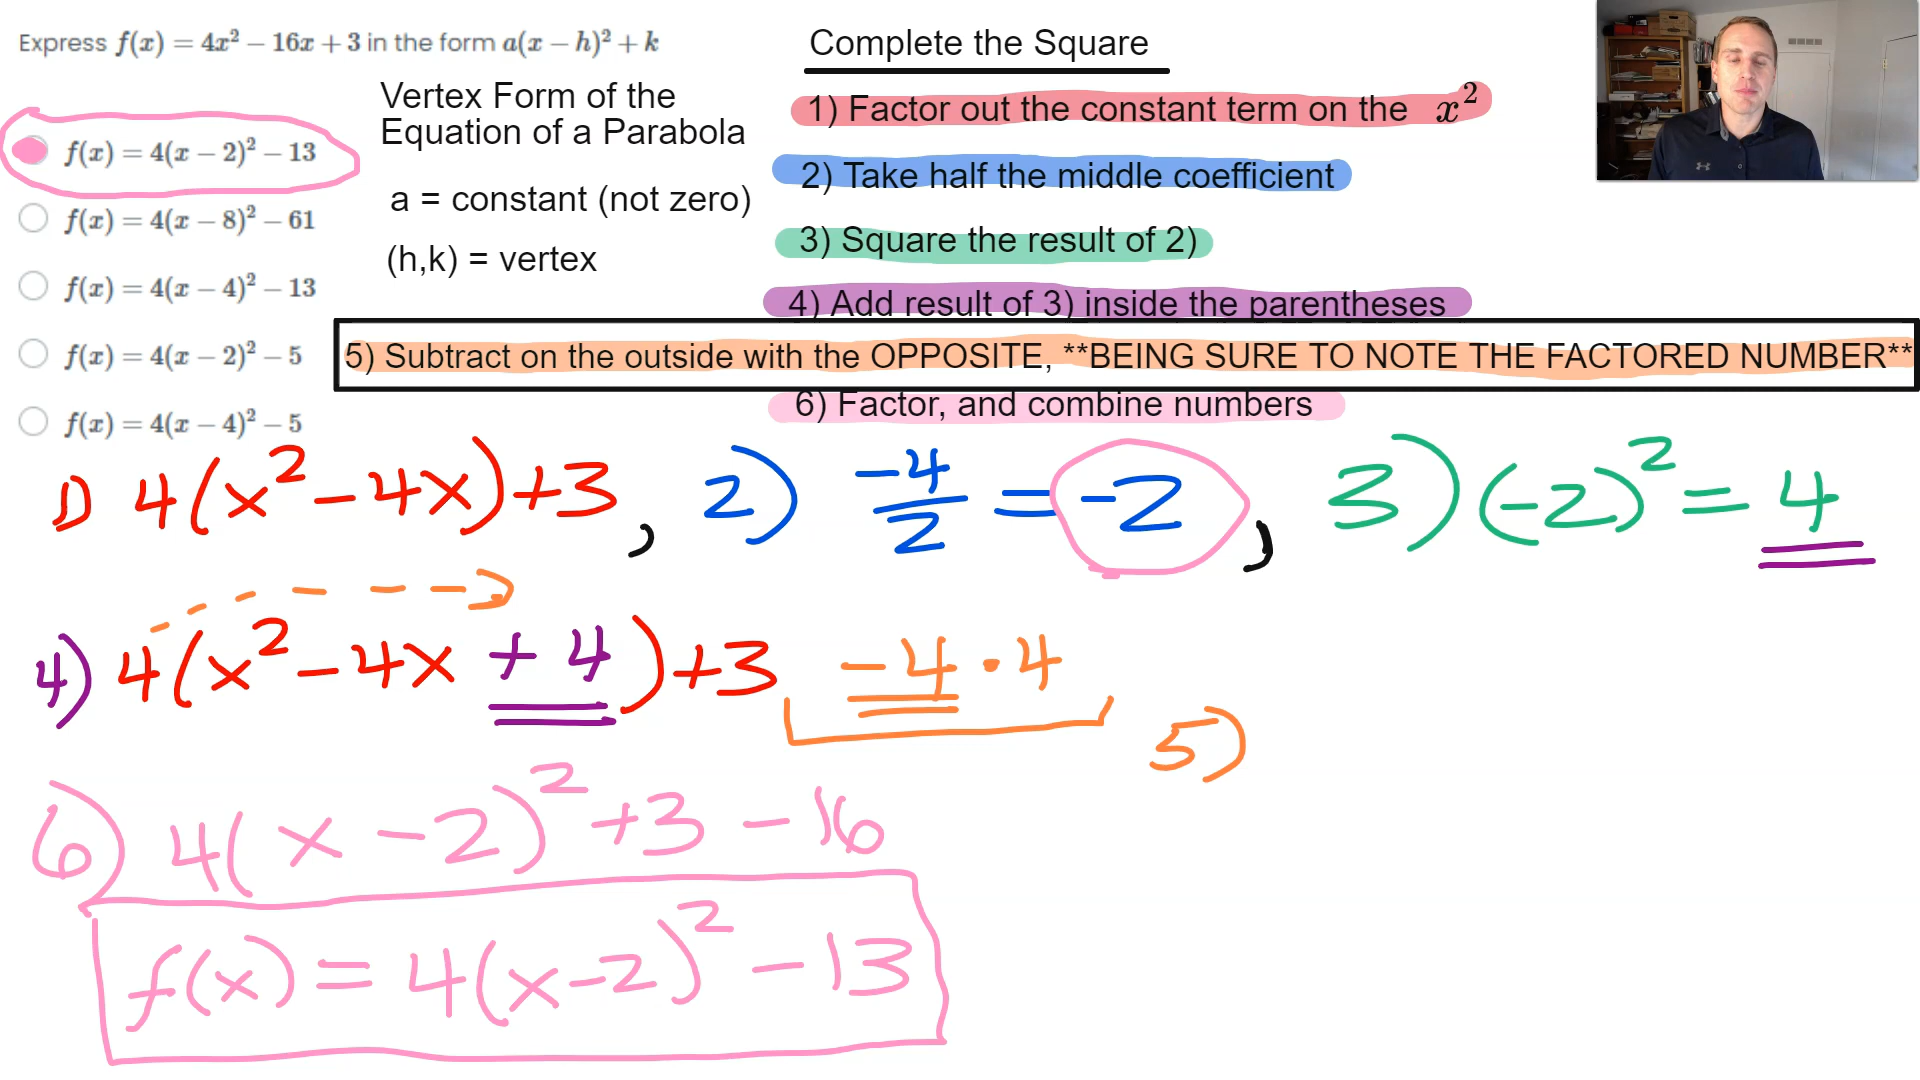 Express f(x) = 4x² − 16x + 3 in the form a(x − h)² + k
f(x) = 4(x − 2)² − 13
f(x) = 4(x − 8)² − 61
f(x) = 4(x − 4)² − 13
f(x) = 4(x − 2)² − 5
f(x) = 4(x − 4)² − 5
Vertex Form of the
Equation of a Parabola
a = constant (not zero)
(h,k) = vertex
Complete the Square
1) Factor out the constant term on the x²
2) Take half the middle coefficient
3) Square the result of 2)
4) Add result of 3) inside the parentheses
5) Subtract on the outside with the OPPOSITE, **BEING SURE TO NOTE THE FACTORED NUMBER**
6) Factor, and combine numbers
1) 4(x² − 4x) + 3 , 2) −4/2 = −2 , 3) (−2)² = 4
4) 4(x² − 4x + 4) + 3 − 4 · 4
5)
6) 4(x − 2)² + 3 − 16
f(x) = 4(x − 2)² − 13